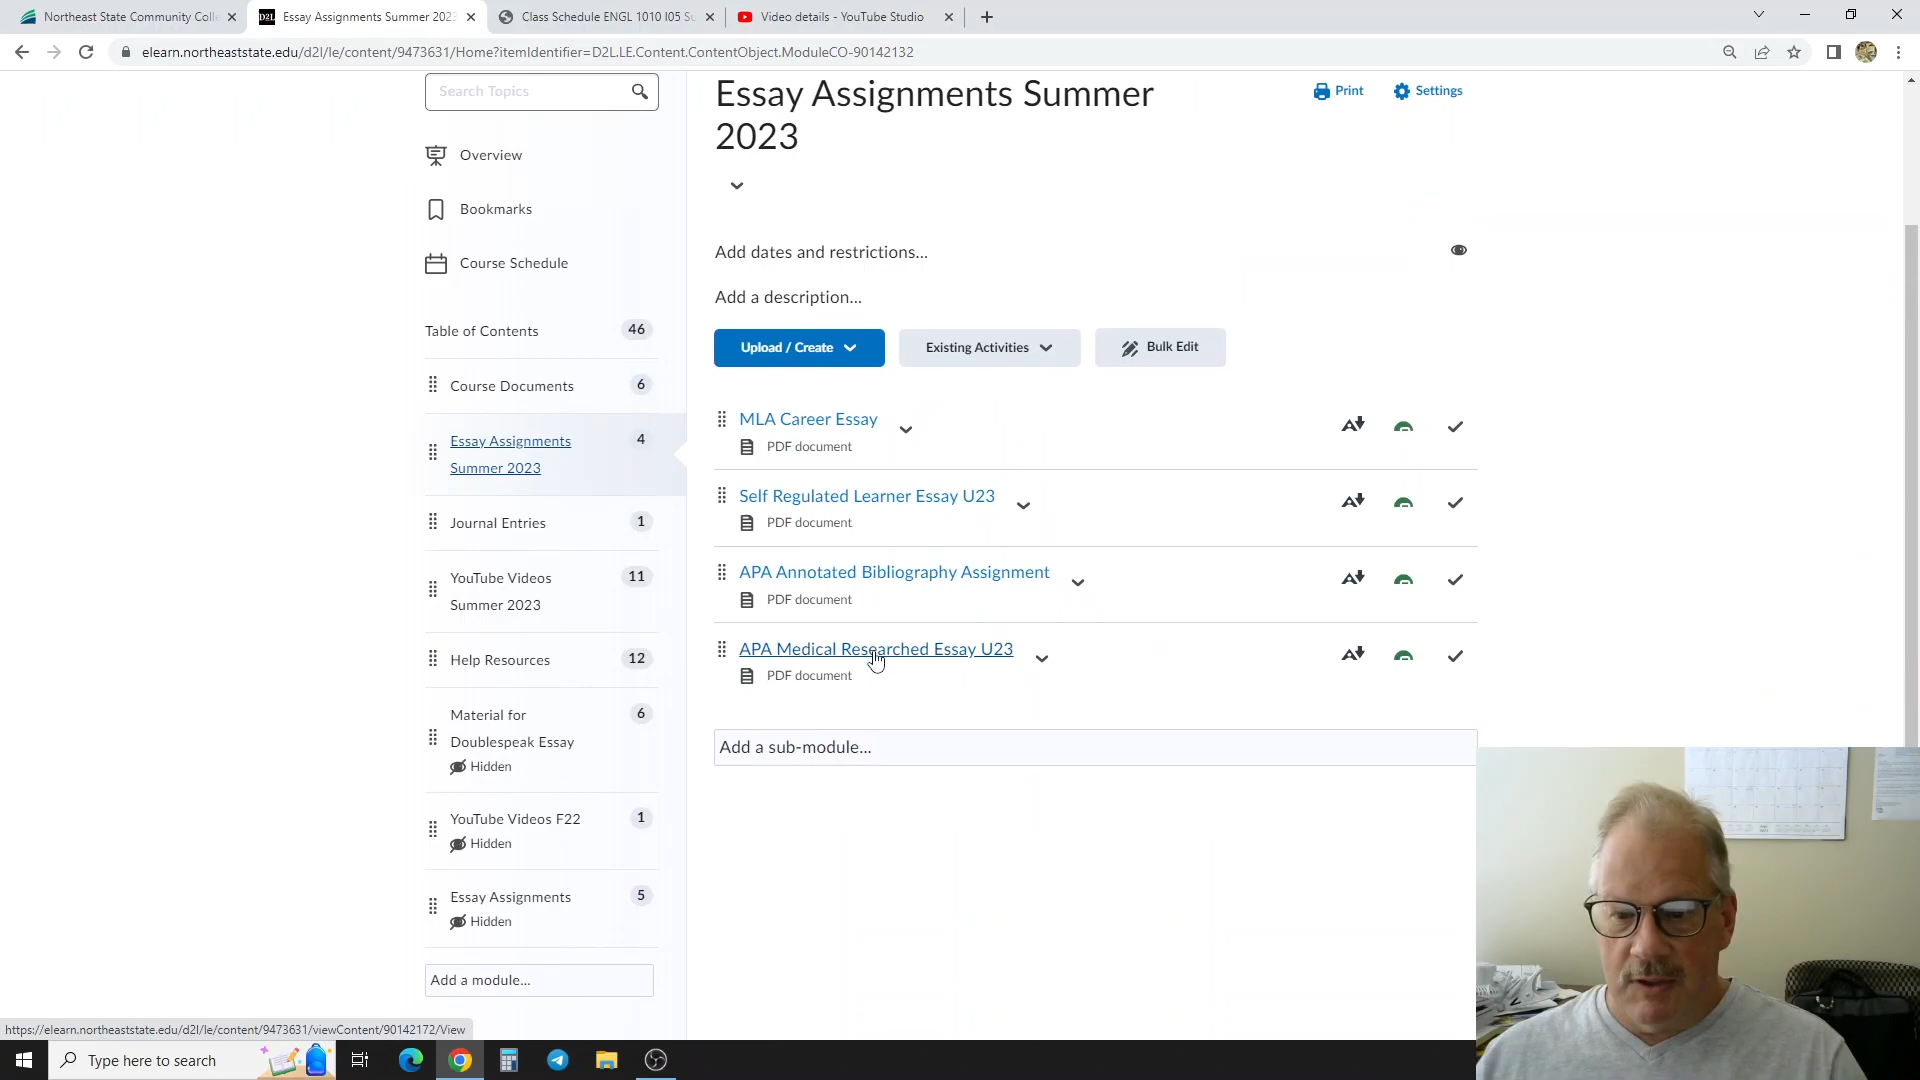 Northeast State Community Coll
Essay Assignments Summer 2023
Class Schedule ENGL 1010 I05 Su
Video details - YouTube Studio
elearn.northeaststate.edu/d2l/le/content/9473631/Home?itemIdentifier=D2L.LE.Content.ContentObject.ModuleCO-90142132
Search Topics
Overview
Bookmarks
Course Schedule
Table of Contents 46
Course Documents 6
Essay Assignments 4
Summer 2023
Journal Entries 1
YouTube Videos 11
Summer 2023
Help Resources 12
Material for 6
Doublespeak Essay
Hidden
YouTube Videos F22 1
Hidden
Essay Assignments 5
Hidden
Add a module...
Essay Assignments Summer
2023
Print
Settings
Add dates and restrictions...
Add a description...
Upload / Create
Existing Activities
Bulk Edit
MLA Career Essay
PDF document
Self Regulated Learner Essay U23
PDF document
APA Annotated Bibliography Assignment
PDF document
APA Medical Researched Essay U23
PDF document
Add a sub-module...
https://elearn.northeaststate.edu/d2l/le/content/9473631/viewContent/90142172/View
Type here to search